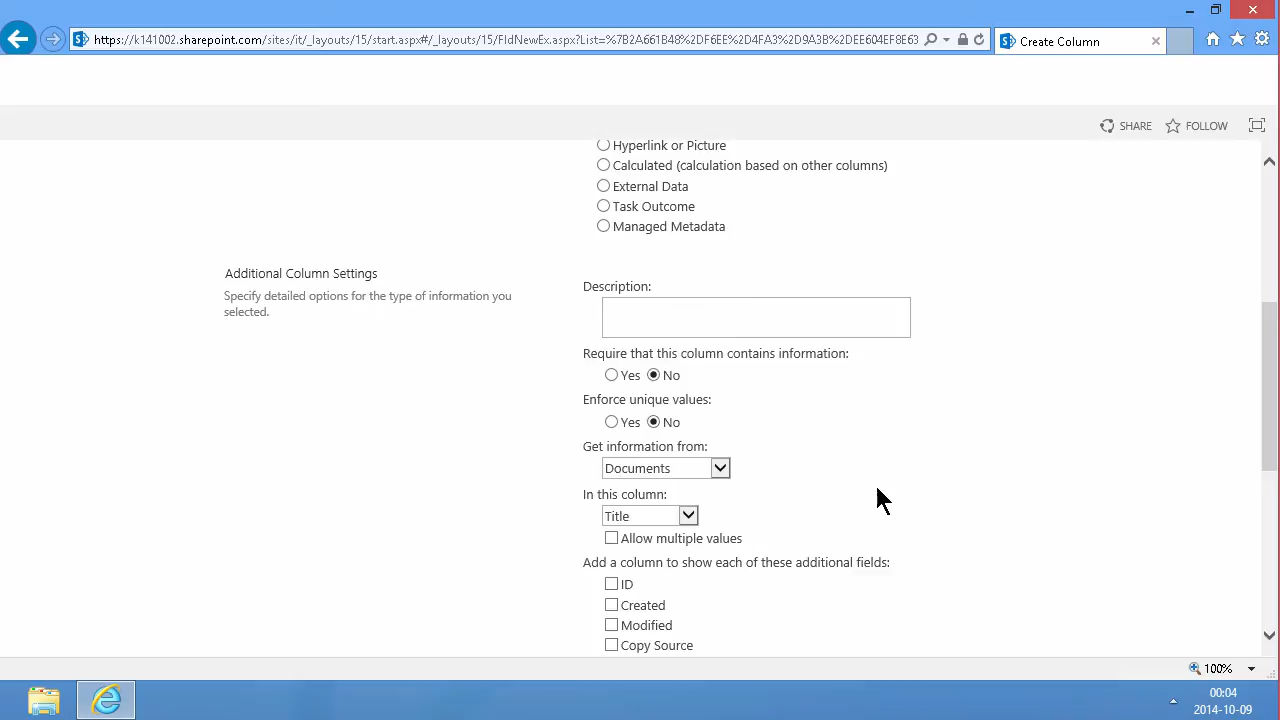 https://k141002.sharepoint.com/sites/it/_layouts/15/start.aspx#/_layouts/15/FldNewEx.aspx?List=%7B2A661B48%2DF6EE%2D4FA3%2D9A3B%2DEE604EF8E63
Create Column
SHARE
FOLLOW
Hyperlink or Picture
Calculated (calculation based on other columns)
External Data
Task Outcome
Managed Metadata
Additional Column Settings
Specify detailed options for the type of information you
selected.
Description:
Require that this column contains information:
Yes No
Enforce unique values:
Yes No
Get information from:
Documents
In this column:
Title
Allow multiple values
Add a column to show each of these additional fields:
ID
Created
Modified
Copy Source
100%
00:04
2014-10-09